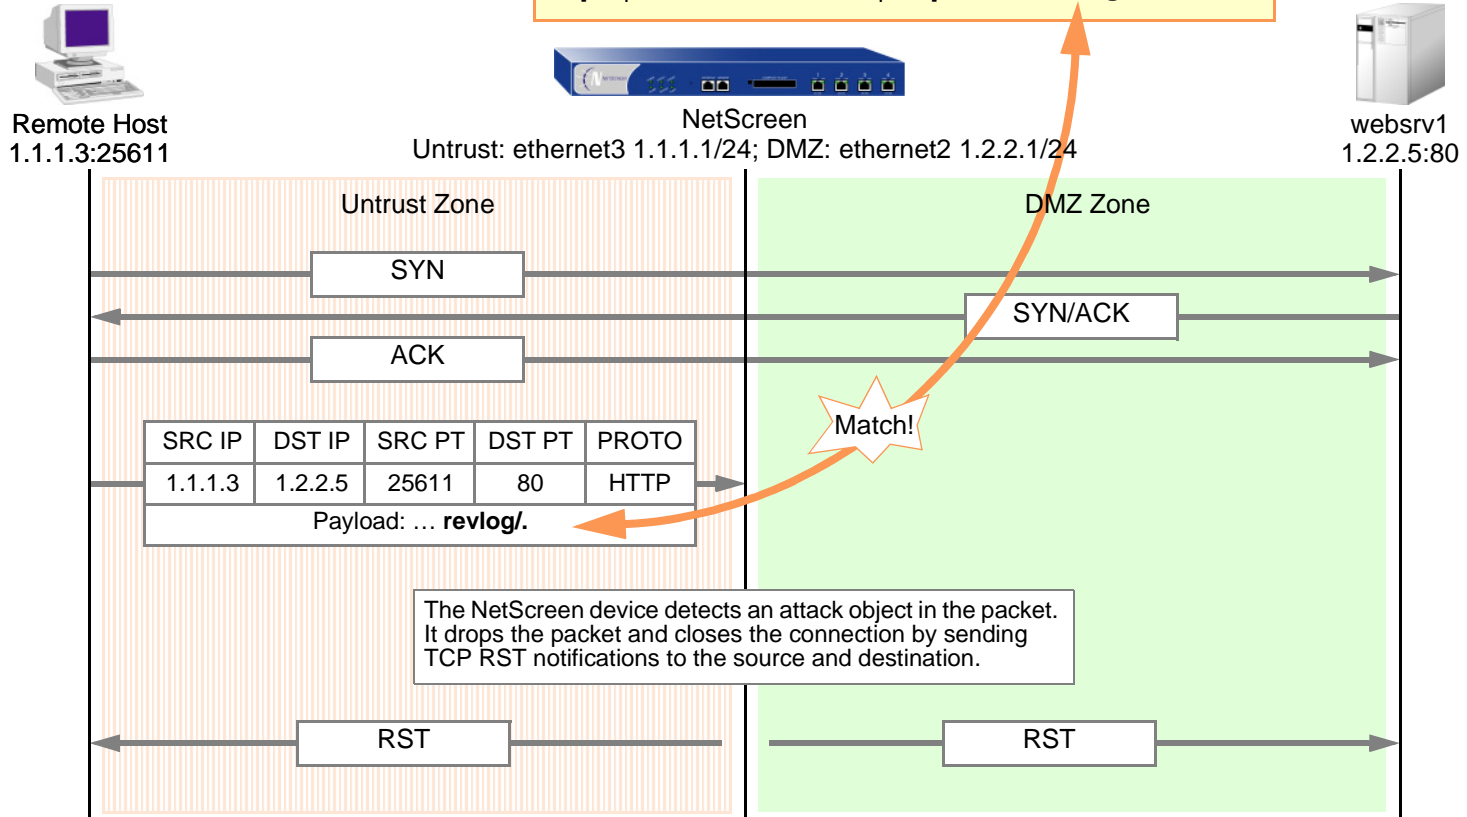 Remote Host
1.1.1.3:25611
NetScreen
Untrust: ethernet3 1.1.1.1/24; DMZ: ethernet2 1.2.2.1/24
websrv1
1.2.2.5:80
Untrust Zone
DMZ Zone
SYN
SYN/ACK
ACK
Match!
SRC IP DST IP SRC PT DST PT PROTO
1.1.1.3 1.2.2.5 25611 80 HTTP
Payload: … revlog/.
The NetScreen device detects an attack object in the packet.
It drops the packet and closes the connection by sending
TCP RST notifications to the source and destination.
RST
RST